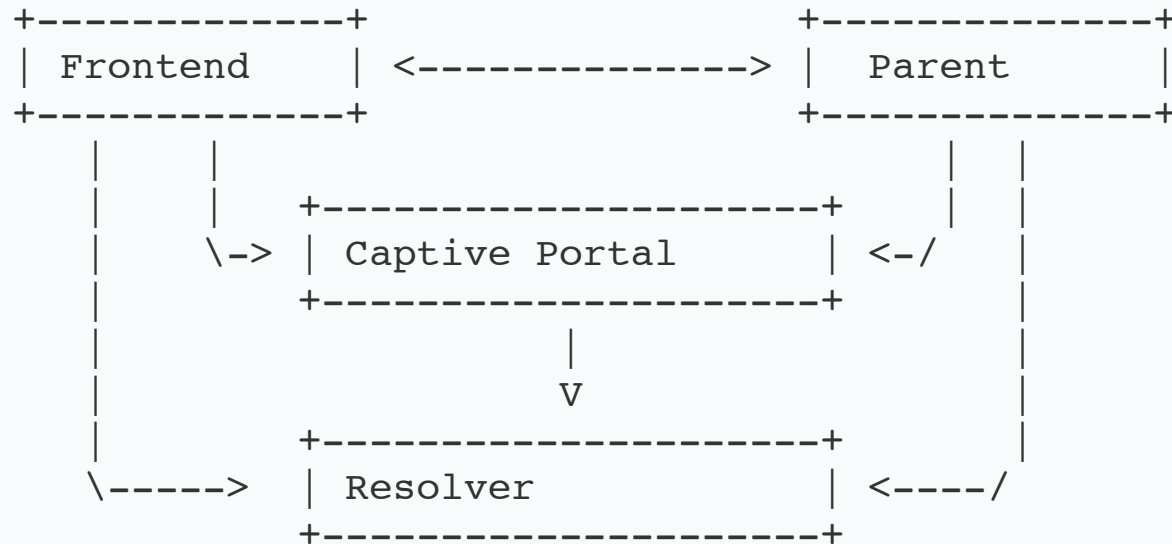 +-------------+                  +--------------+
| Frontend    | <--------------> |  Parent      |
+-------------+                  +--------------+
   |    |                              |  |
   |    |   +---------------------+    |  |
   |    \-> | Captive Portal      | <-/   |
   |        +---------------------+       |
   |                   |                  |
   |                   V                  |
   |        +---------------------+       |
   \----->  | Resolver            | <----/
            +---------------------+